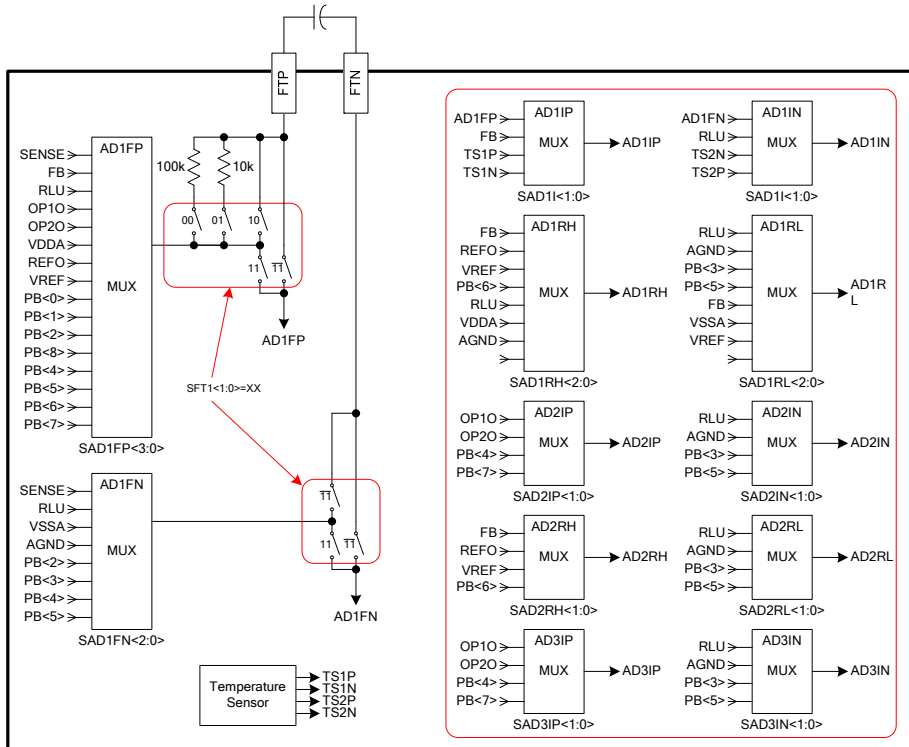 FTP
FTN
AD1FP
MUX
SENSE
FB
RLU
OP1O
OP2O
VDDA
REFO
VREF
PB<0>
PB<1>
PB<2>
PB<8>
PB<4>
PB<5>
PB<6>
PB<7>
SAD1FP<3:0>
100k
10k
00
01
10
11
11
AD1FP
SFT1<1:0>=XX
AD1FN
MUX
SENSE
RLU
VSSA
AGND
PB<2>
PB<3>
PB<4>
PB<5>
SAD1FN<2:0>
11
11
11
AD1FN
Temperature
Sensor
TS1P
TS1N
TS2P
TS2N
AD1IP
MUX
AD1FP
FB
TS1P
TS1N
AD1IP
SAD1I<1:0>
AD1IN
MUX
AD1FN
RLU
TS2N
TS2P
AD1IN
SAD1I<1:0>
AD1RH
MUX
FB
REFO
VREF
PB<6>
RLU
VDDA
AGND
AD1RH
SAD1RH<2:0>
AD1RL
MUX
RLU
AGND
PB<3>
PB<5>
FB
VSSA
VREF
AD1R
L
SAD1RL<2:0>
AD2IP
MUX
OP1O
OP2O
PB<4>
PB<7>
AD2IP
SAD2IP<1:0>
AD2IN
MUX
RLU
AGND
PB<3>
PB<5>
AD2IN
SAD2IN<1:0>
AD2RH
MUX
FB
REFO
VREF
PB<6>
AD2RH
SAD2RH<1:0>
AD2RL
MUX
RLU
AGND
PB<3>
PB<5>
AD2RL
SAD2RL<1:0>
AD3IP
MUX
OP1O
OP2O
PB<4>
PB<7>
AD3IP
SAD3IP<1:0>
AD3IN
MUX
RLU
AGND
PB<3>
PB<5>
AD3IN
SAD3IN<1:0>